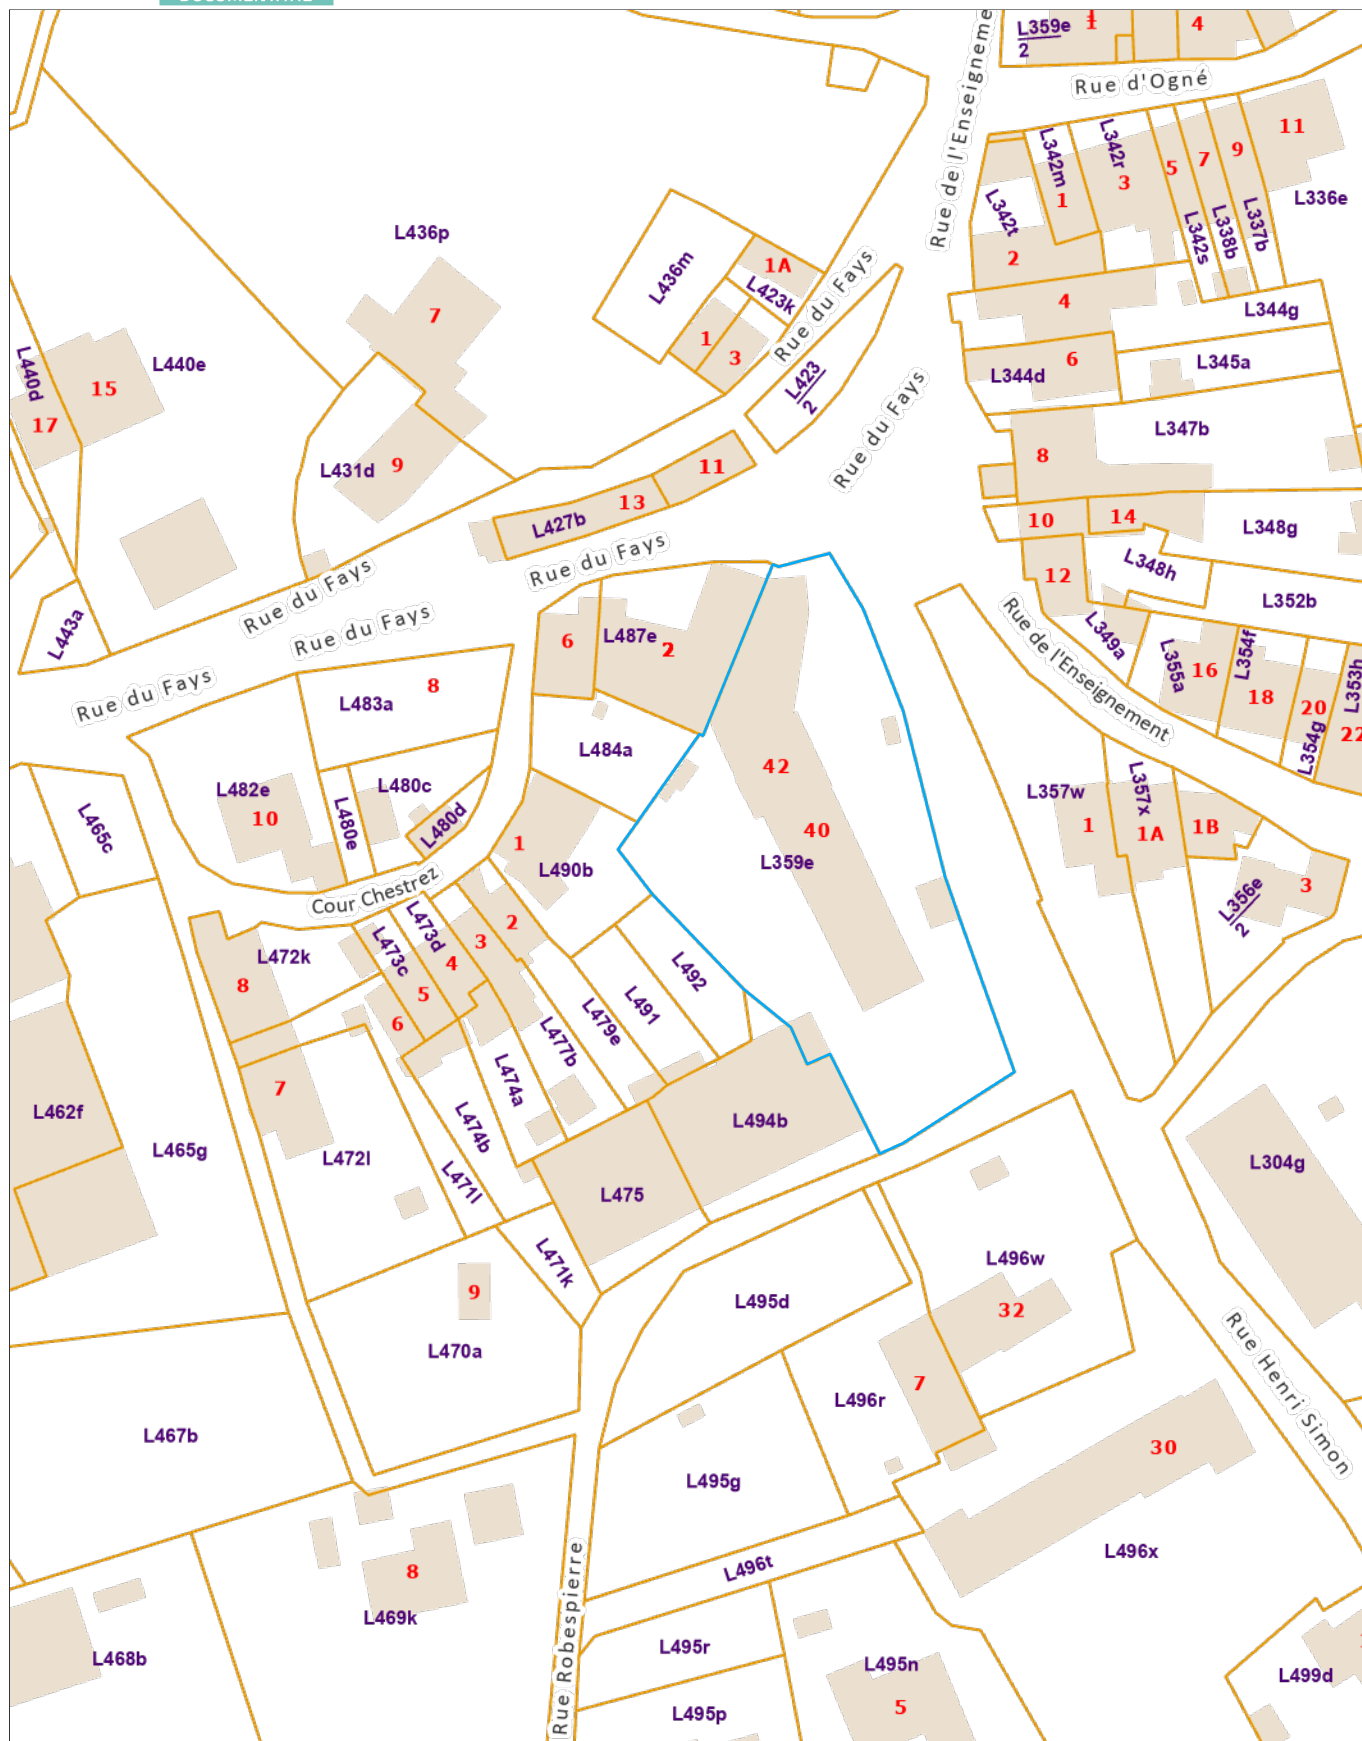 L359e
2
1
4
Rue d'Ogné
Rue de l'Enseigneme
L342m
L342r
11
9
7
5
3
1
L336e
L342t
L342s
L338b
L337b
L436p
2
1A
L436m
L423k
4
L344g
7
Rue du Fays
1
3
6
L344d
L345a
L440e
L440d
15
17
L423
2
Rue du Fays
L347b
8
L431d
9
11
13
L427b
10
14
L348g
Rue du Fays
L348h
12
L352b
Rue du Fays
Rue du Fays
L443a
Rue de l'Enseignement
L349a
L355a
16
L354f
18
20
L354g
L353h
22
6
L487e
2
Rue du Fays
8
L483a
L484a
42
L482e
10
L480e
L480c
L480d
L465c
40
L359e
L357w
1
L357x
1A
1B
1
L490b
L356e
2
3
Cour Chestrez
2
L473d
3
L473c
4
L472k
8
5
6
L492
L491
L479e
L477b
L474a
L474b
7
L462f
L465g
L472l
L471l
L494b
L475
L304g
L471k
9
L470a
L495d
L496w
32
7
L496r
Rue Henri Simon
L467b
L495g
30
L496t
L496x
8
L469k
Rue Robespierre
L468b
L495r
L495n
L499d
5
L495p